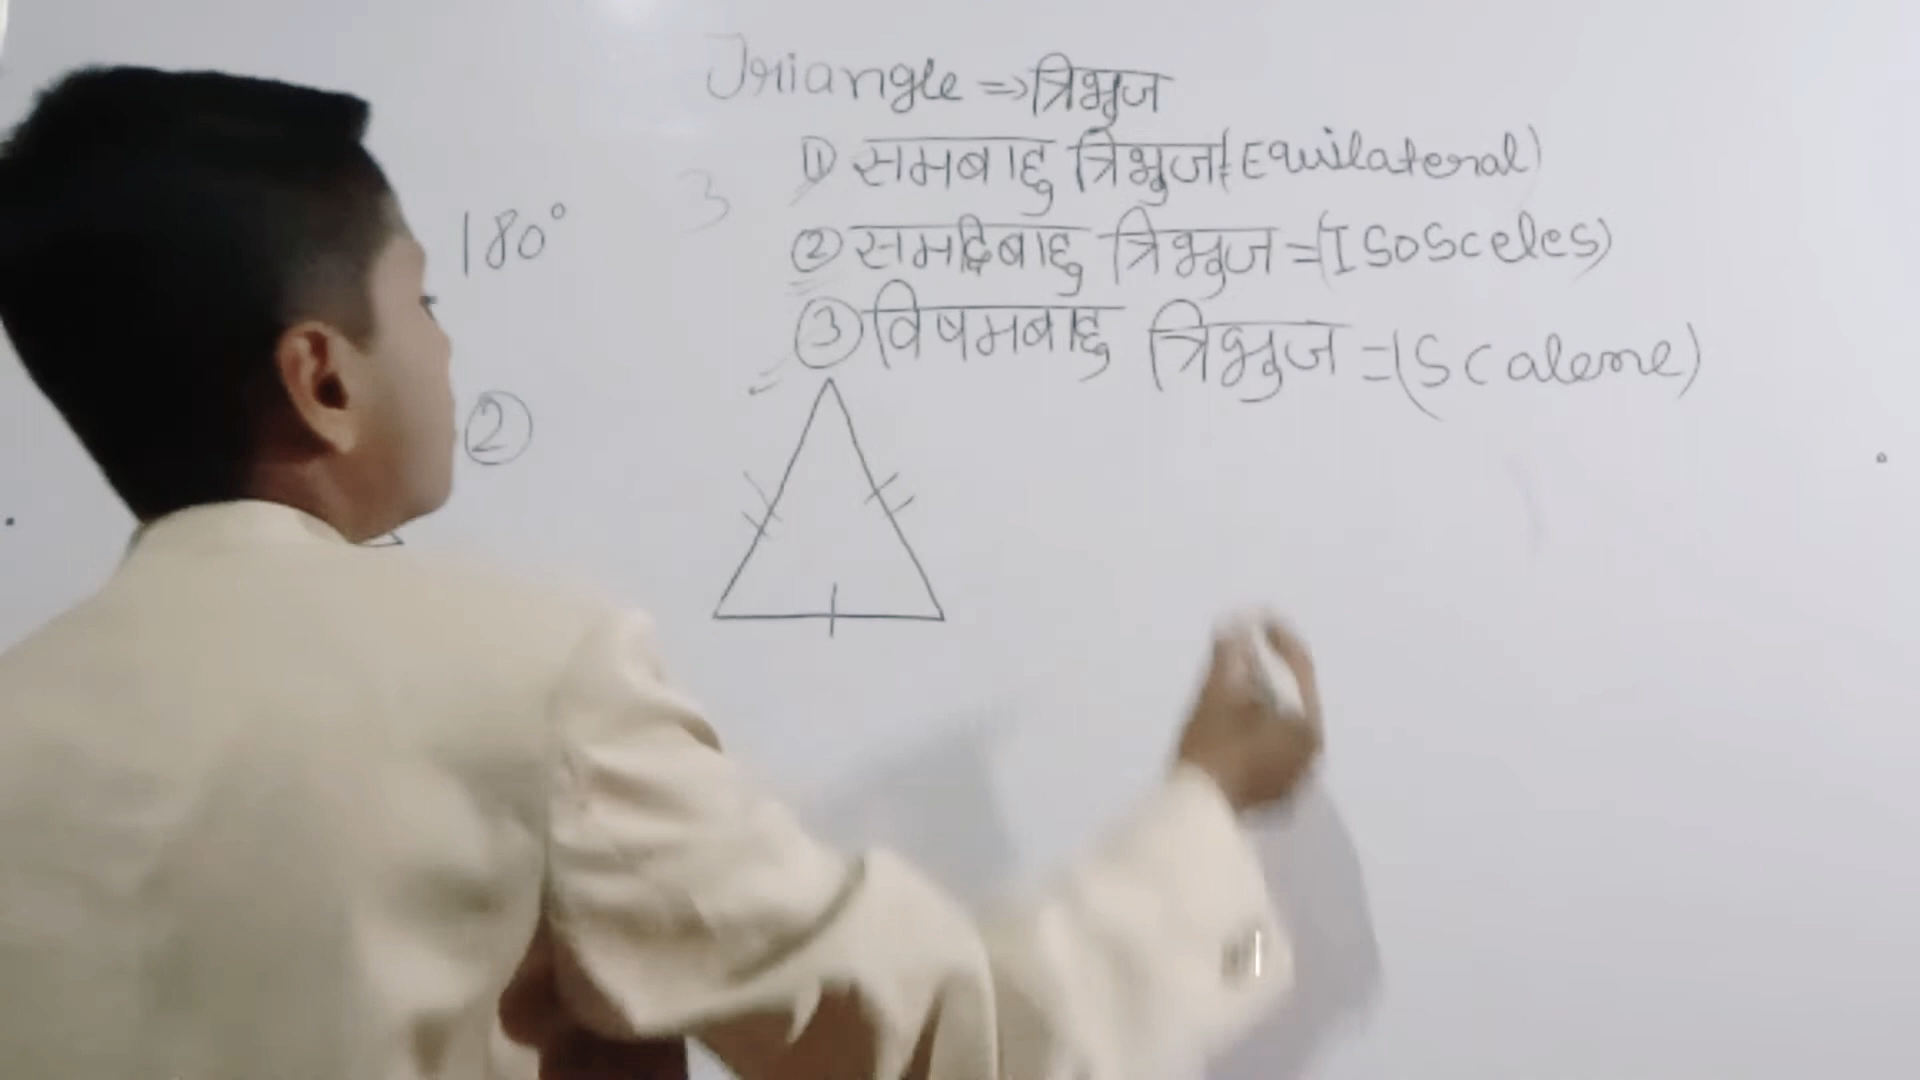 Triangle => त्रिभुज
① समबाहु त्रिभुज (Equilateral)
3
180°
② समद्विबाहु त्रिभुज = (Isosceles)
③ विषमबाहु त्रिभुज = (Scalene)
②